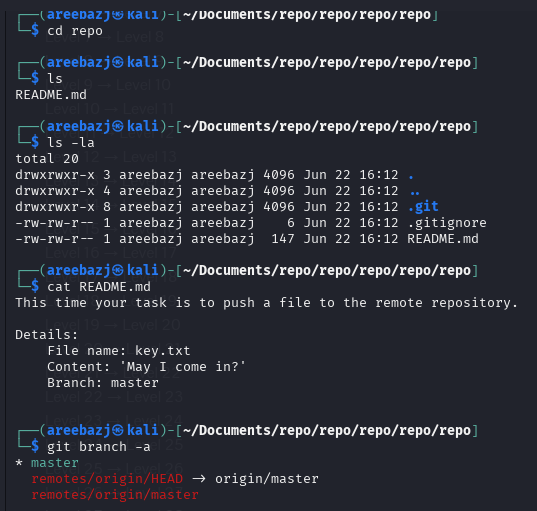 ┌──(areebazj㉿kali)-[~/Documents/repo/repo/repo/repo]
└─$ cd repo
┌──(areebazj㉿kali)-[~/Documents/repo/repo/repo/repo/repo]
└─$ ls
README.md
┌──(areebazj㉿kali)-[~/Documents/repo/repo/repo/repo/repo]
└─$ ls -la
total 20
drwxrwxr-x 3 areebazj areebazj 4096 Jun 22 16:12 .
drwxrwxr-x 4 areebazj areebazj 4096 Jun 22 16:12 ..
drwxrwxr-x 8 areebazj areebazj 4096 Jun 22 16:12 .git
-rw-rw-r-- 1 areebazj areebazj    6 Jun 22 16:12 .gitignore
-rw-rw-r-- 1 areebazj areebazj  147 Jun 22 16:12 README.md
┌──(areebazj㉿kali)-[~/Documents/repo/repo/repo/repo/repo]
└─$ cat README.md
This time your task is to push a file to the remote repository.
Details:
    File name: key.txt
    Content: 'May I come in?'
    Branch: master
┌──(areebazj㉿kali)-[~/Documents/repo/repo/repo/repo/repo]
└─$ git branch -a
* master
  remotes/origin/HEAD -> origin/master
  remotes/origin/master